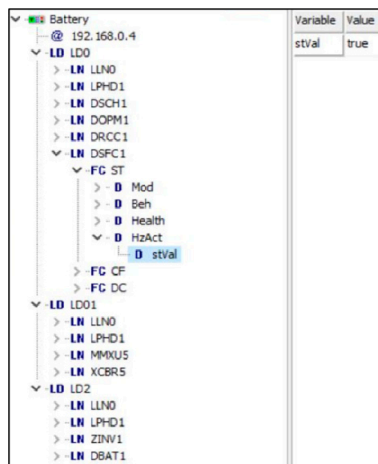 Battery
@ 192.168.0.4
LD LD0
LN LLN0
LN LPHD1
LN DSCH1
LN DOPM1
LN DRCC1
LN DSFC1
FC ST
D Mod
D Beh
D Health
D HzAct
D stVal
FC CF
FC DC
LD LD01
LN LLN0
LN LPHD1
LN MMXU5
LN XCBR5
LD LD2
LN LLN0
LN LPHD1
LN ZINV1
LN DBAT1
Variable Value
stVal true